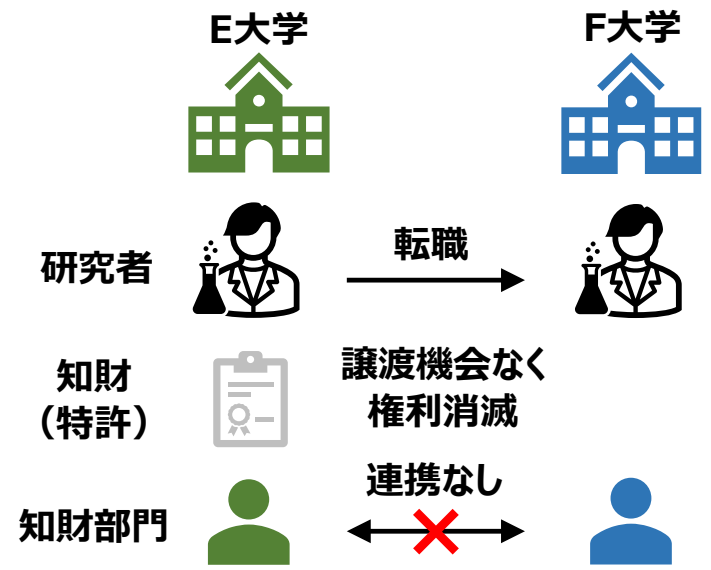 E大学
F大学
研究者
転職
知財
（特許）
譲渡機会なく
権利消滅
知財部門
連携なし